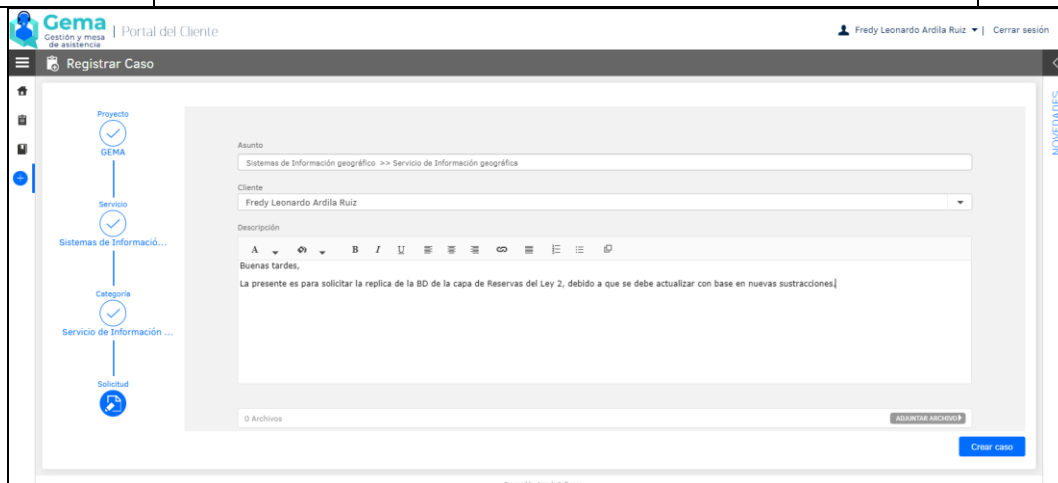 Gema
Gestión y mesa
de asistencia
Portal del Cliente
Fredy Leonardo Ardila Ruiz
Cerrar sesión
Registrar Caso
NOVEDADES
Proyecto
GEMA
Servicio
Sistemas de Informació...
Categoría
Servicio de Información ...
Solicitud
Asunto
Sistemas de Información geográfico >> Servicio de Información geográfica
Cliente
Fredy Leonardo Ardila Ruiz
Descripción
A B I U
Buenas tardes,
La presente es para solicitar la replica de la BD de la capa de Reservas del Ley 2, debido a que se debe actualizar con base en nuevas sustracciones.
0 Archivos
ADJUNTAR ARCHIVO
Crear caso